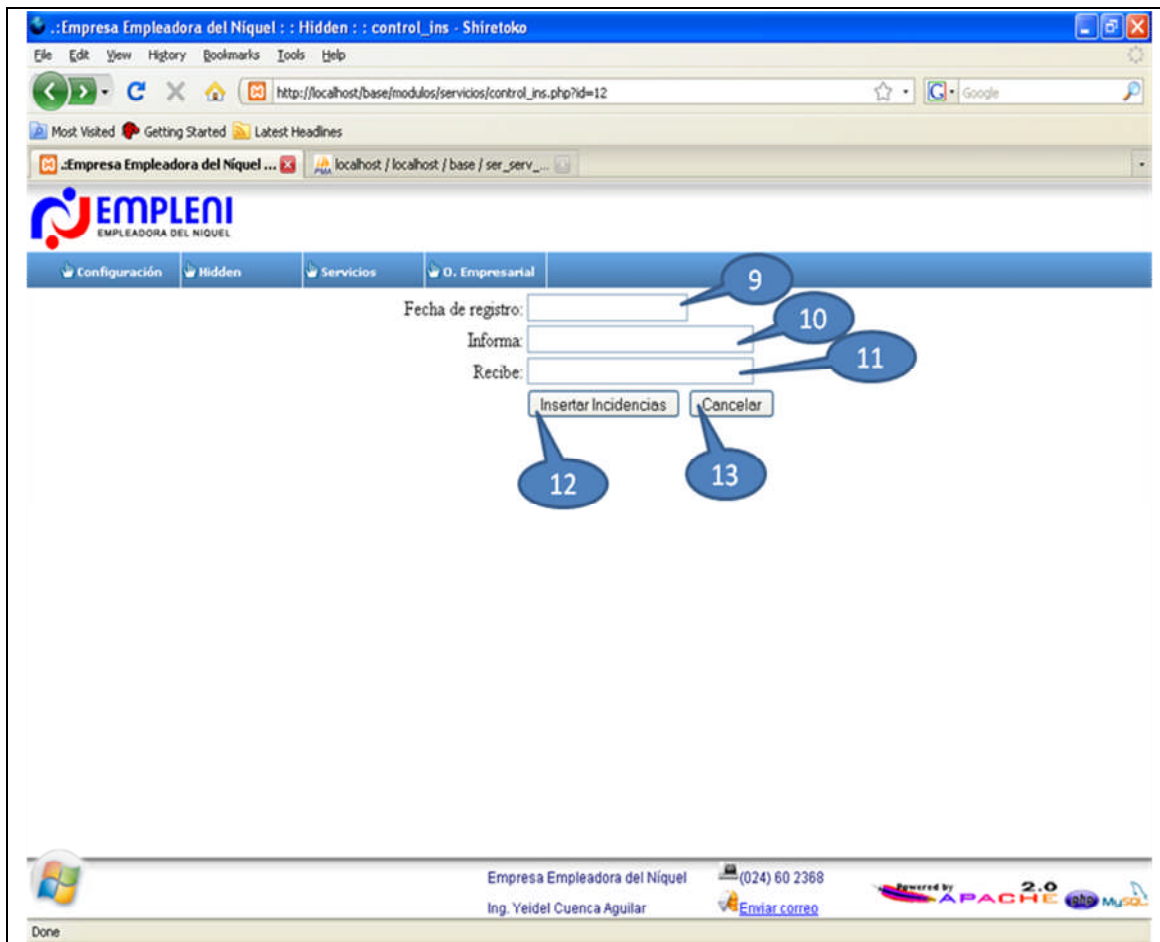 .:Empresa Empleadora del Níquel : : Hidden : : control_ins - Shiretoko
File Edit View History Bookmarks Tools Help
http://localhost/base/modulos/servicios/control_ins.php?id=12
G Google
Most Visited Getting Started Latest Headlines
.:Empresa Empleadora del Níquel ... localhost / localhost / base / ser_serv_...
EMPLENI
EMPLEADORA DEL NIQUEL
Configuración Hidden Servicios O. Empresarial
9
Fecha de registro:
10
Informa:
11
Recibe:
Insertar Incidencias Cancelar
12 13
Empresa Empleadora del Níquel (024) 60 2368
Ing. Yeidel Cuenca Aguilar Enviar correo
Powered by APACHE 2.0 php MySQL
Done